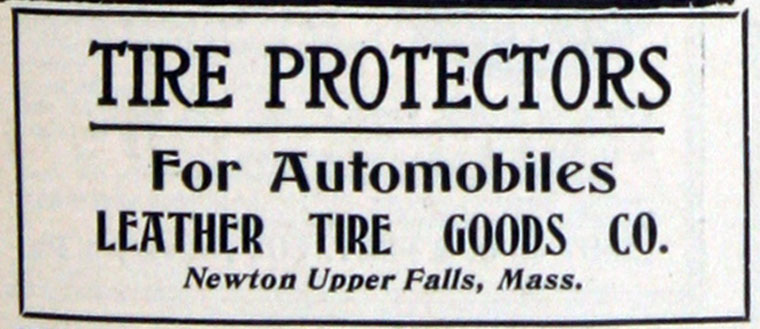 TIRE PROTECTORS
For Automobiles
LEATHER TIRE GOODS CO.
Newton Upper Falls, Mass.